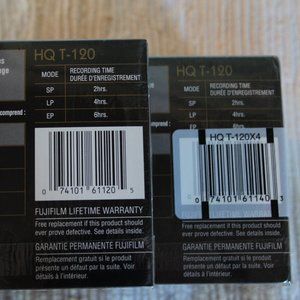 HQ T-120
MODE RECORDING TIME
DURÉE D'ENREGISTREMENT
SP 2hrs.
LP 4hrs.
comprend : EP 6hrs.
0 74101 61120 5
FUJIFILM LIFETIME WARRANTY
Free replacement if this product should
ever prove defective. See details inside.
GARANTIE PERMANENTE FUJIFILM
Remplacement gratuit si le produit
présente un défaut par la suite. Voir
détails à l'intérieur.
HQ T-120
MODE RECORDING TIME
DURÉE D'ENREGISTREMENT
SP 2hrs.
LP 4hrs.
comprend : EP
HQ T-120X4
0 74101 61140 3
FUJIFILM LIFETIME WARRANTY
Free replacement if this product should
ever prove defective. See details inside.
GARANTIE PERMANENTE FUJIFILM
Remplacement gratuit si le produit
présente un défaut par la suite. Voir
détails à l'intérieur.